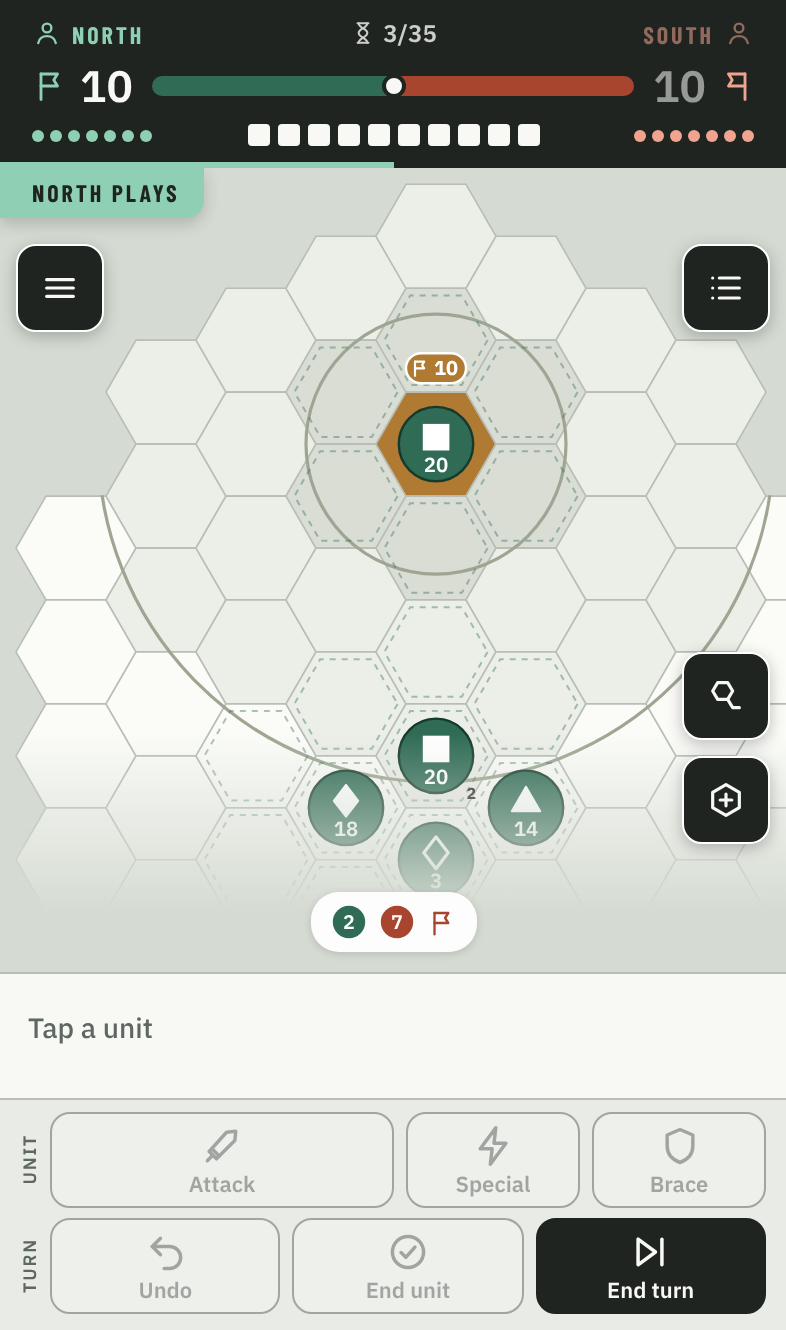 NORTH 3/35 SOUTH
10 10
NORTH PLAYS
10
20
20
2
18 14
3
2 7
Tap a unit
UNIT
Attack Special Brace
TURN
Undo End unit End turn